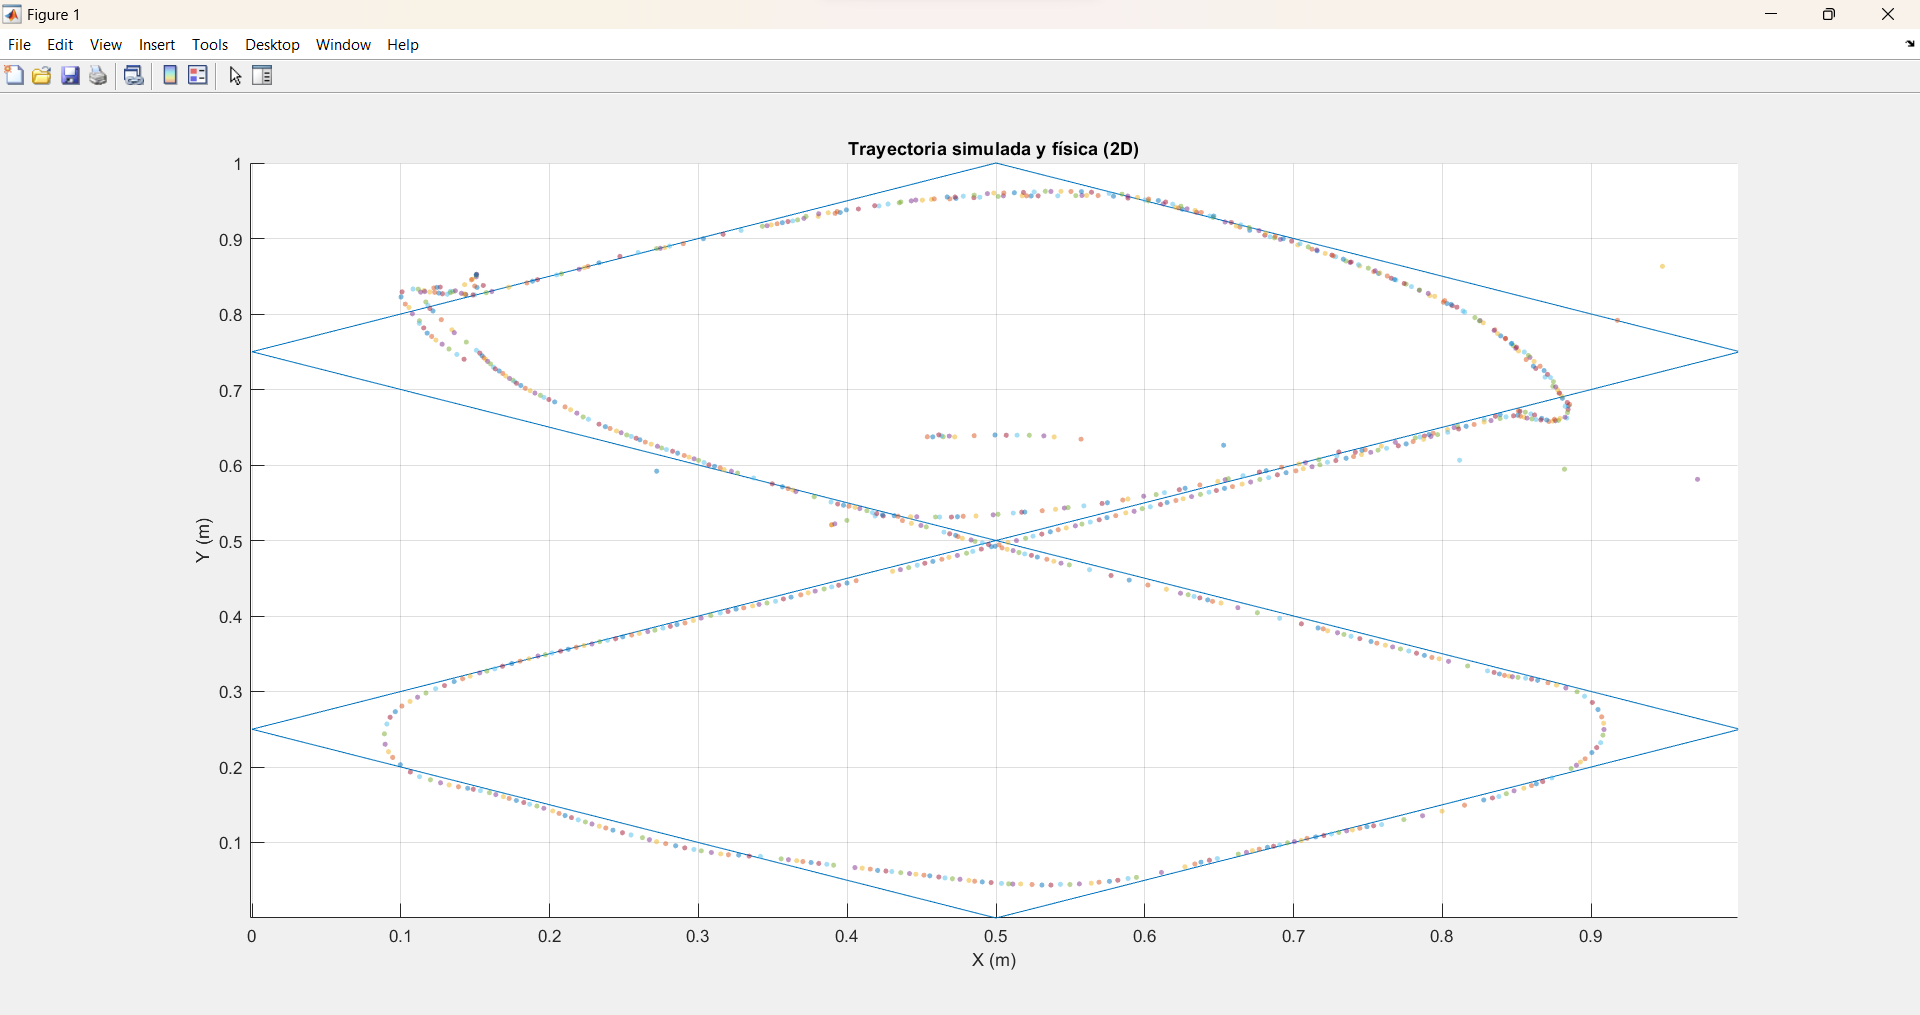 Figure 1
File Edit View Insert Tools Desktop Window Help
Trayectoria simulada y física (2D)
1
0.9
0.8
0.7
0.6
0.5
0.4
0.3
0.2
0.1
Y (m)
0 0.1 0.2 0.3 0.4 0.5 0.6 0.7 0.8 0.9
X (m)